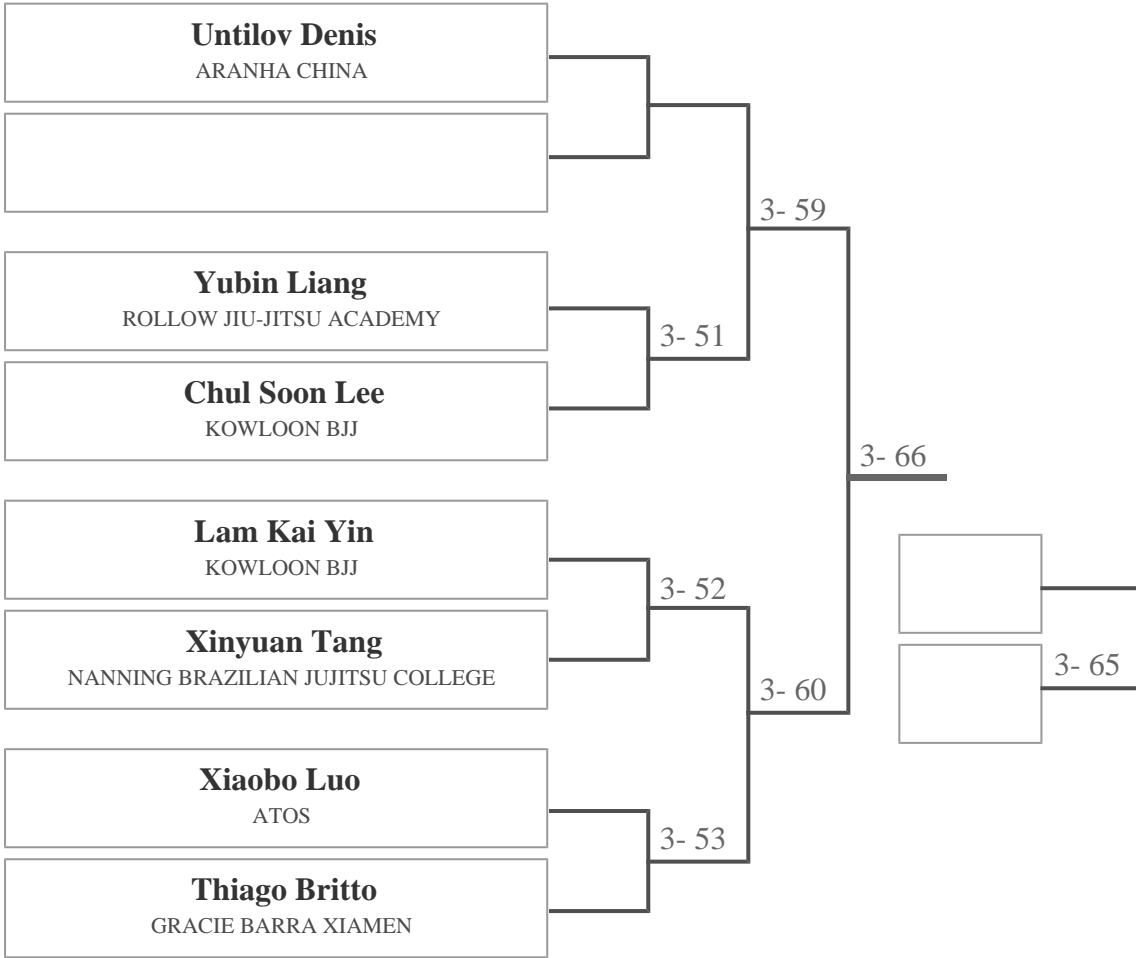 Untilov Denis
ARANHA CHINA
3- 59
Yubin Liang
ROLLOW JIU-JITSU ACADEMY
3- 51
Chul Soon Lee
KOWLOON BJJ
3- 66
Lam Kai Yin
KOWLOON BJJ
3- 52
Xinyuan Tang
NANNING BRAZILIAN JUJITSU COLLEGE
3- 60
3- 65
Xiaobo Luo
ATOS
3- 53
Thiago Britto
GRACIE BARRA XIAMEN